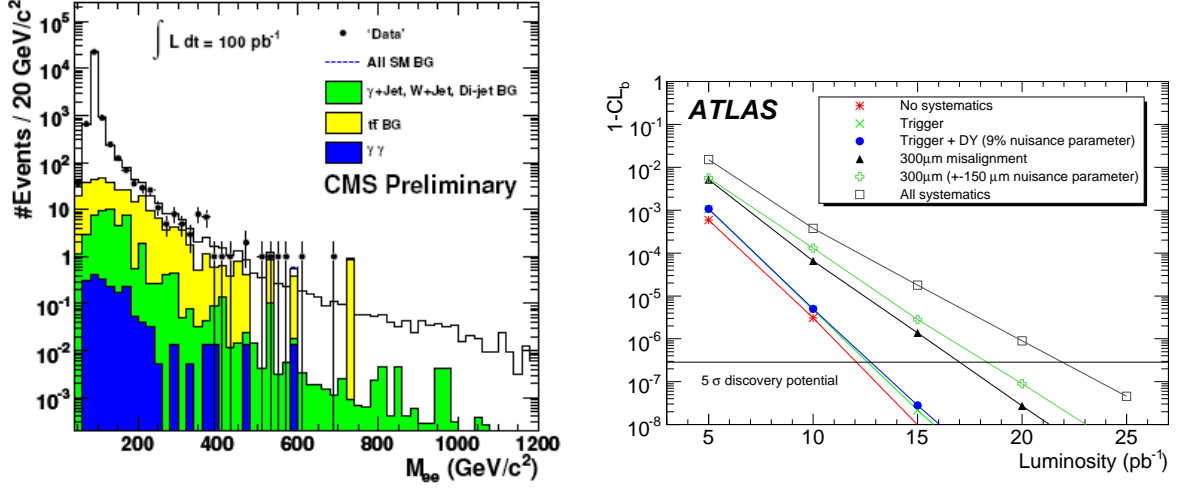 #Events / 20 GeV/c²
10⁵
10⁴
10³
10²
10
1
10⁻¹
10⁻²
10⁻³
∫ L dt = 100 pb⁻¹
'Data'
All SM BG
γ+Jet, W+Jet, Di-jet BG
tt̄ BG
γ γ
CMS Preliminary
200 400 600 800 1000 1200
Mₑₑ (GeV/c²)
1-CL_b
1
10⁻¹
10⁻²
10⁻³
10⁻⁴
10⁻⁵
10⁻⁶
10⁻⁷
10⁻⁸
ATLAS
No systematics
Trigger
Trigger + DY (9% nuisance parameter)
300μm misalignment
300μm (+-150 μm nuisance parameter)
All systematics
5 σ discovery potential
5 10 15 20 25
Luminosity (pb⁻¹)